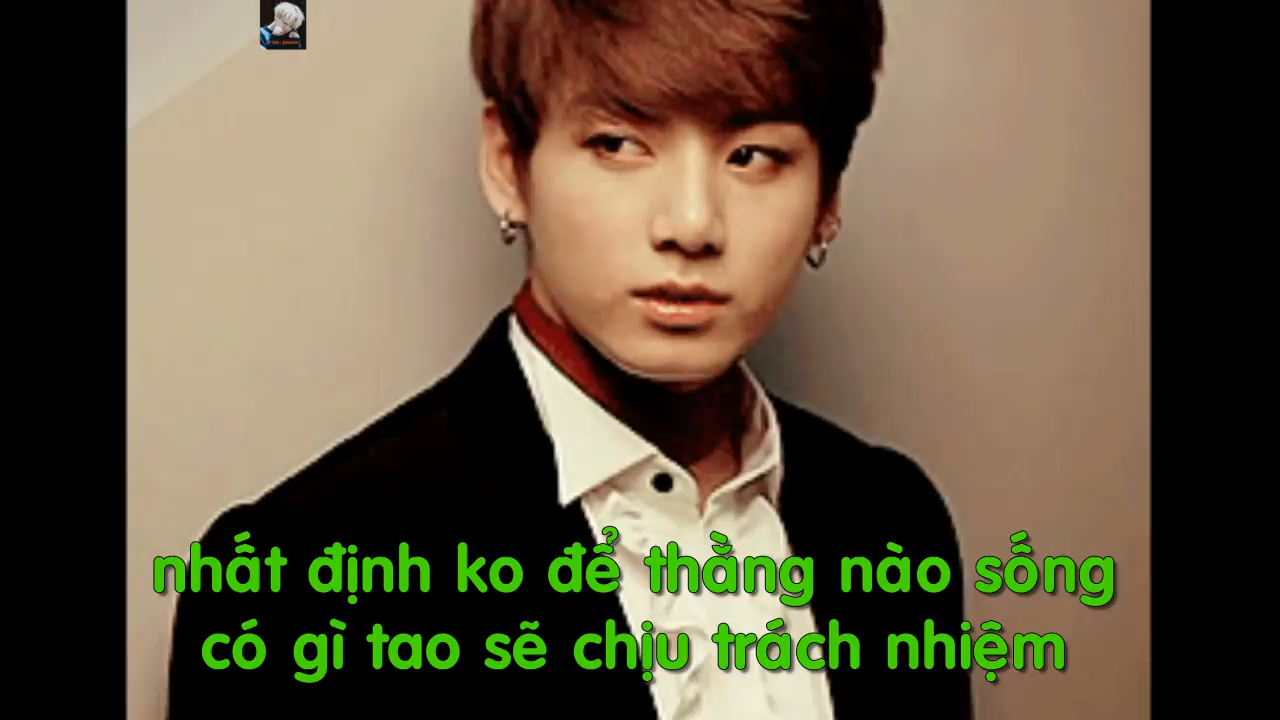 nhất định ko để thằng nào sống
có gì tao sẽ chịu trách nhiệm